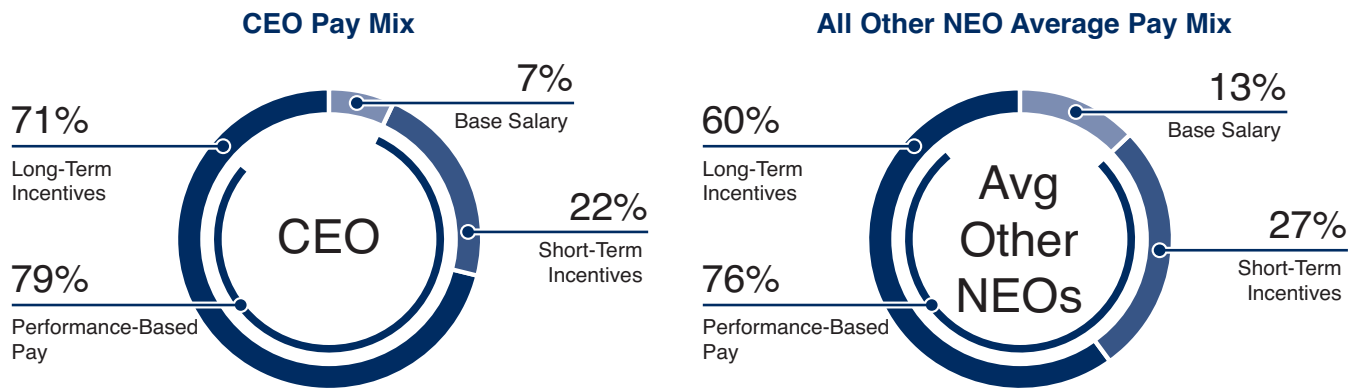 CEO Pay Mix
7%
Base Salary
71%
Long-Term
Incentives
CEO
22%
Short-Term
Incentives
79%
Performance-Based
Pay
All Other NEO Average Pay Mix
13%
Base Salary
60%
Long-Term
Incentives
Avg
Other
NEOs
27%
Short-Term
Incentives
76%
Performance-Based
Pay